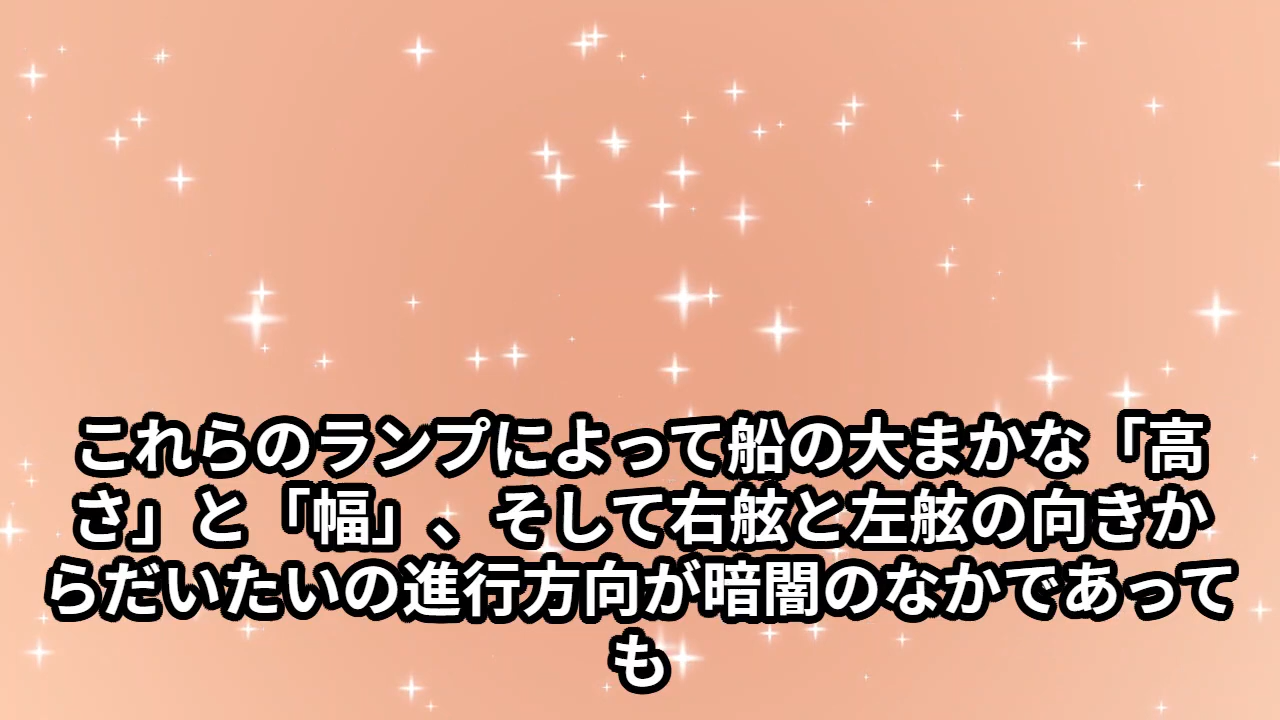 これらのランプによって船の大まかな「高
さ」と「幅」、そして右舷と左舷の向きか
らだいたいの進行方向が暗闇のなかであって
も